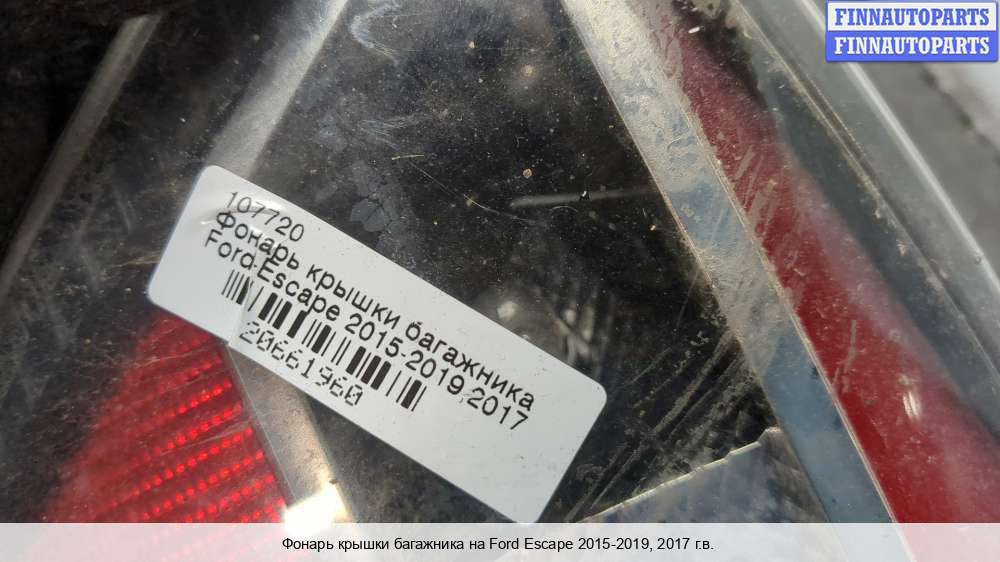 FINNAUTOPARTS
FINNAUTOPARTS
107720
Фонарь крышки багажника
Ford Escape 2015-2019,2017
20661960
Фонарь крышки багажника на Ford Escape 2015-2019, 2017 г.в.